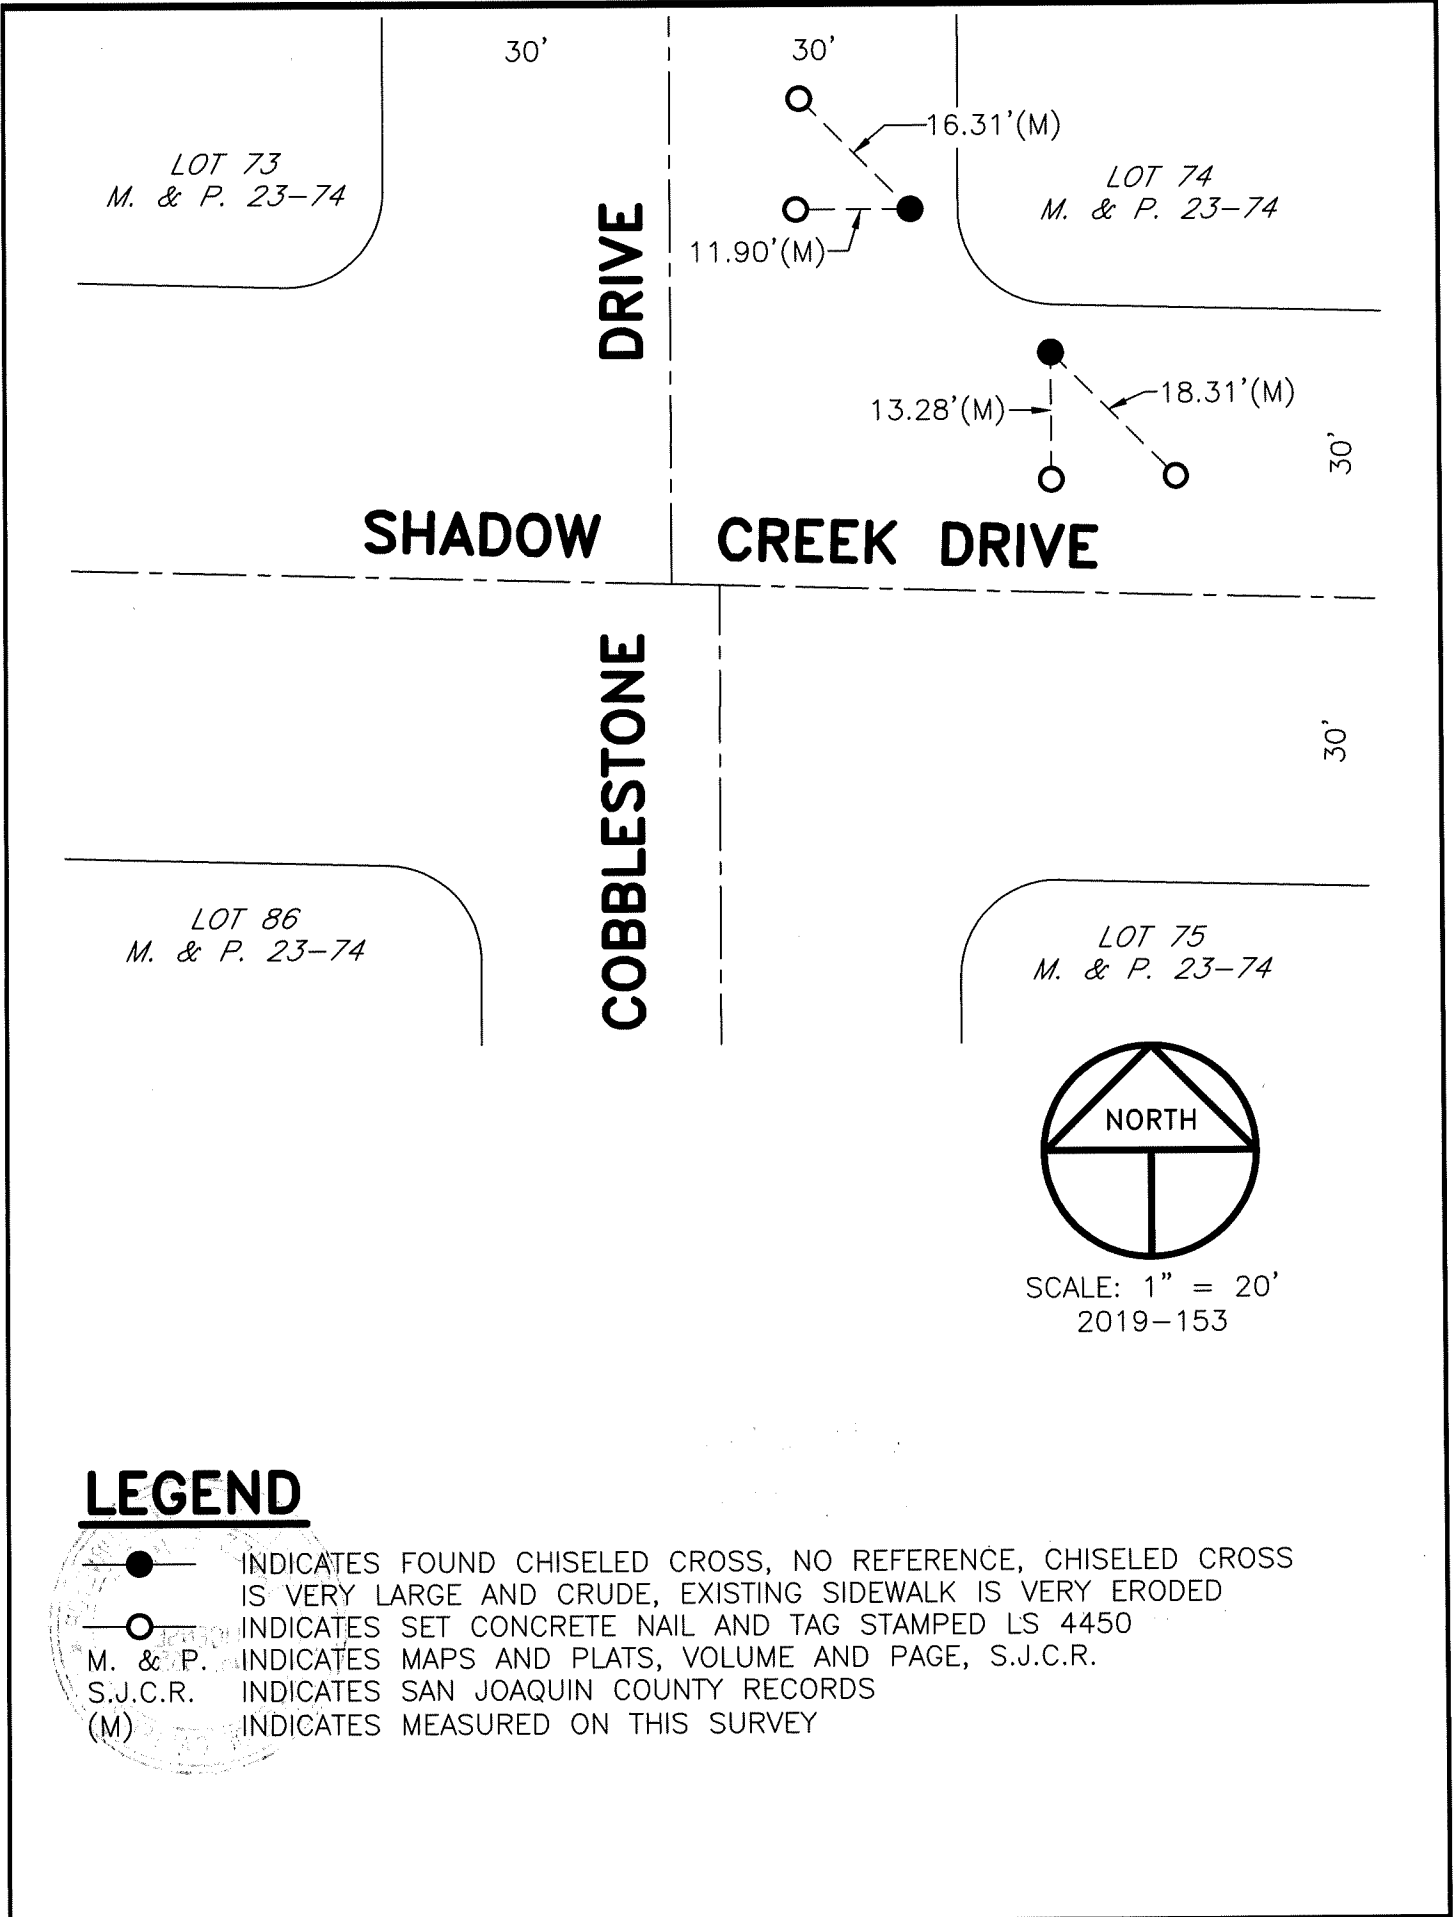 30'
30'
16.31'(M)
LOT 73
M. & P. 23-74
LOT 74
M. & P. 23-74
11.90'(M)
DRIVE
13.28'(M)
18.31'(M)
30'
SHADOW CREEK DRIVE
COBBLESTONE
30'
LOT 86
M. & P. 23-74
LOT 75
M. & P. 23-74
NORTH
SCALE: 1" = 20'
2019-153
LEGEND
INDICATES FOUND CHISELED CROSS, NO REFERENCE, CHISELED CROSS
IS VERY LARGE AND CRUDE, EXISTING SIDEWALK IS VERY ERODED
INDICATES SET CONCRETE NAIL AND TAG STAMPED LS 4450
M. & P. INDICATES MAPS AND PLATS, VOLUME AND PAGE, S.J.C.R.
S.J.C.R. INDICATES SAN JOAQUIN COUNTY RECORDS
(M) INDICATES MEASURED ON THIS SURVEY